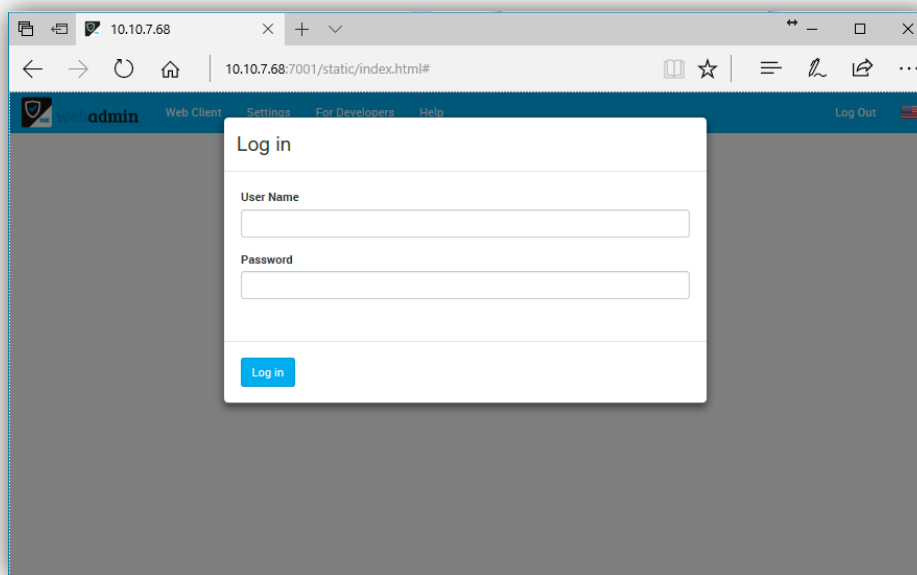 10.10.7.68
10.10.7.68:7001/static/index.html#
webadmin Web Client Settings For Developers Help Log Out
Log in
User Name
Password
Log in